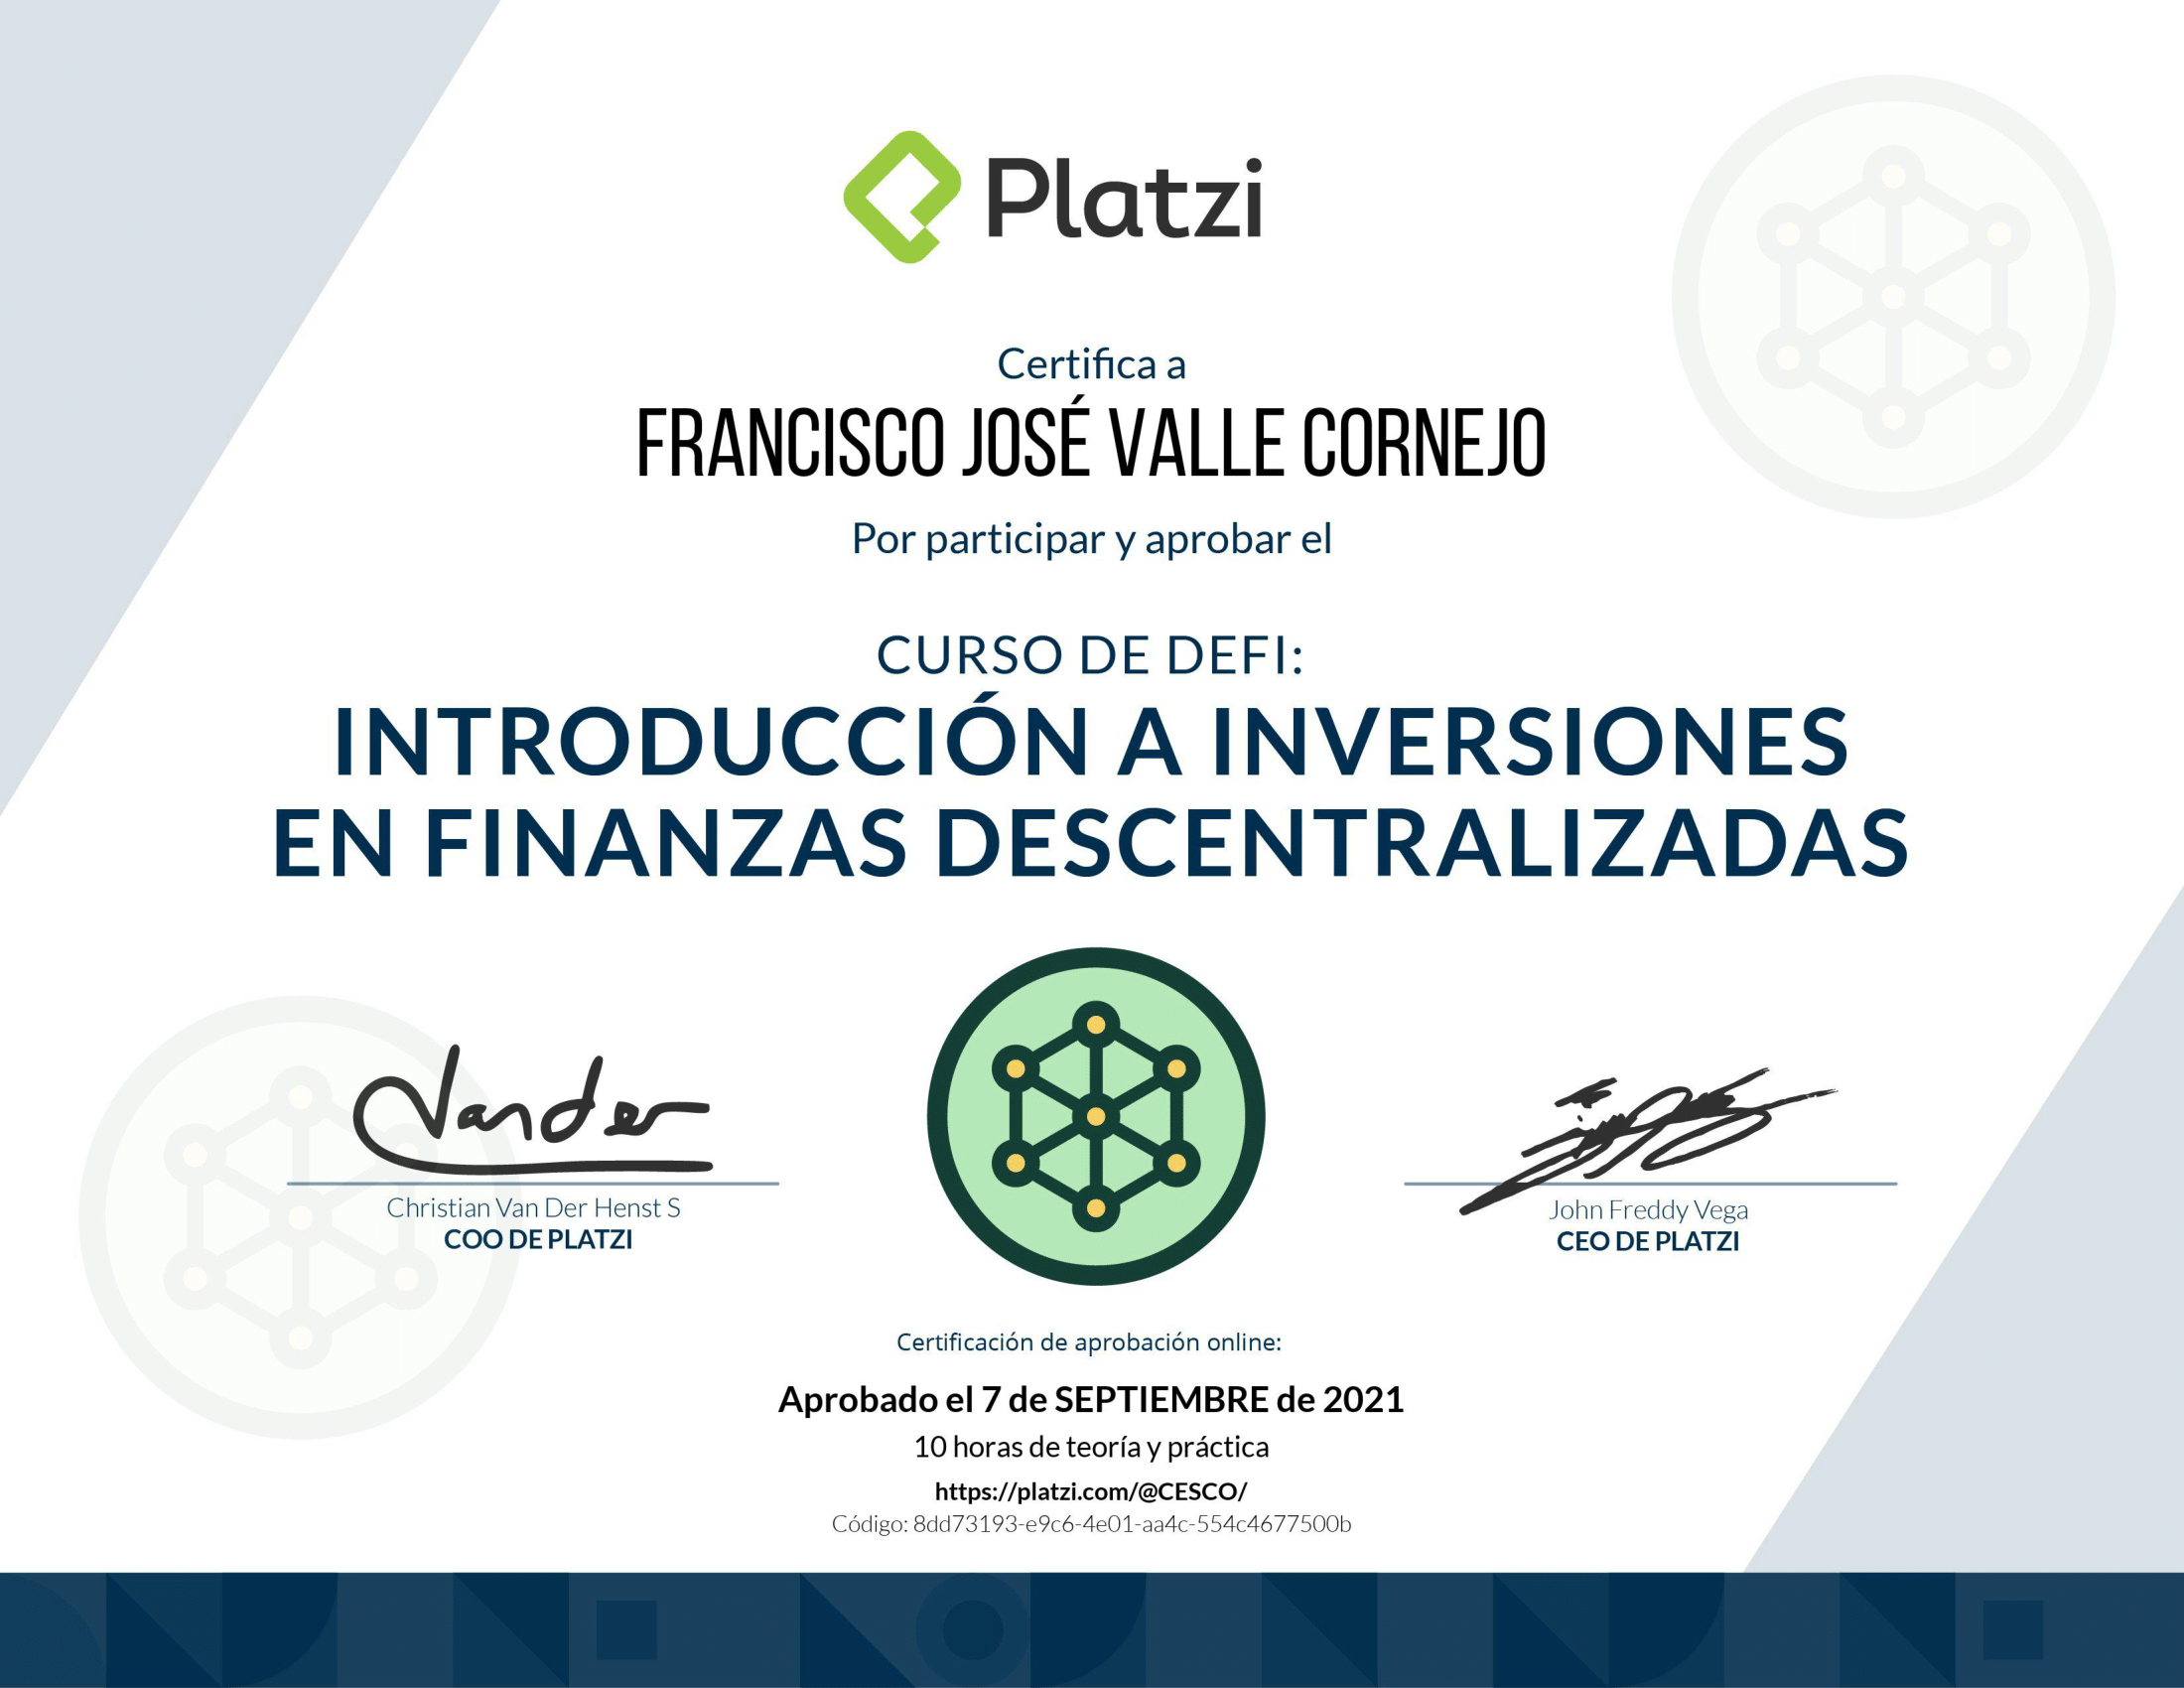 Platzi
Certifica a
FRANCISCO JOSÉ VALLE CORNEJO
Por participar y aprobar el
CURSO DE DEFI:
INTRODUCCIÓN A INVERSIONES
EN FINANZAS DESCENTRALIZADAS
Vander
Christian Van Der Henst S
COO DE PLATZI
John Freddy Vega
CEO DE PLATZI
Certificación de aprobación online:
Aprobado el 7 de SEPTIEMBRE de 2021
10 horas de teoría y práctica
https://platzi.com/@CESCO/
Código: 8dd73193-e9c6-4e01-aa4c-554c4677500b